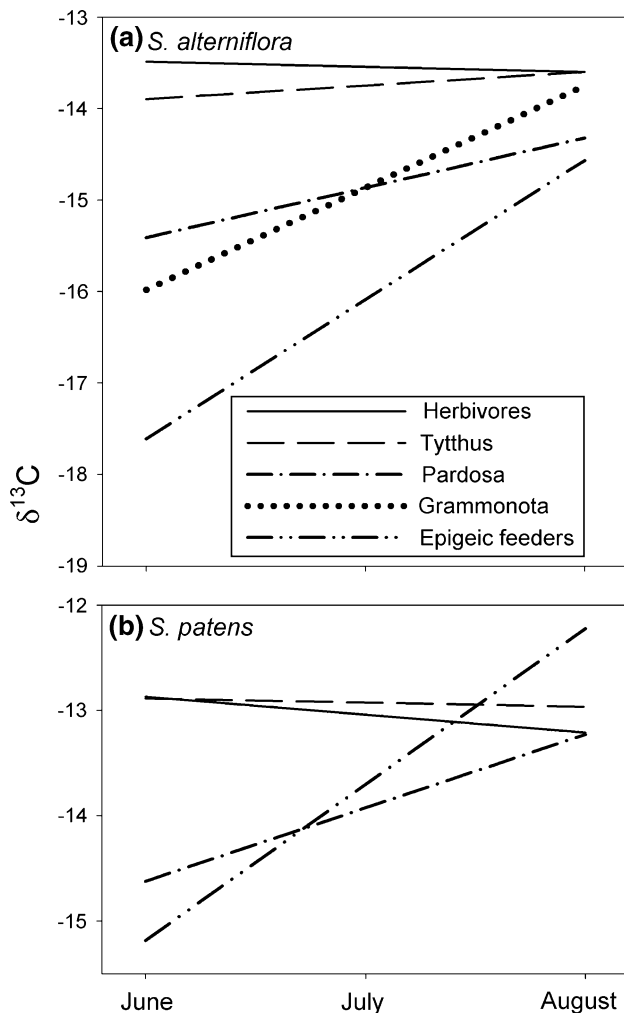 (a) S. alterniflora
-13
-14
-15
-16
-17
-18
-19
δ13C
Herbivores
Tytthus
Pardosa
Grammonota
Epigeic feeders
(b) S. patens
-12
-13
-14
-15
June July August